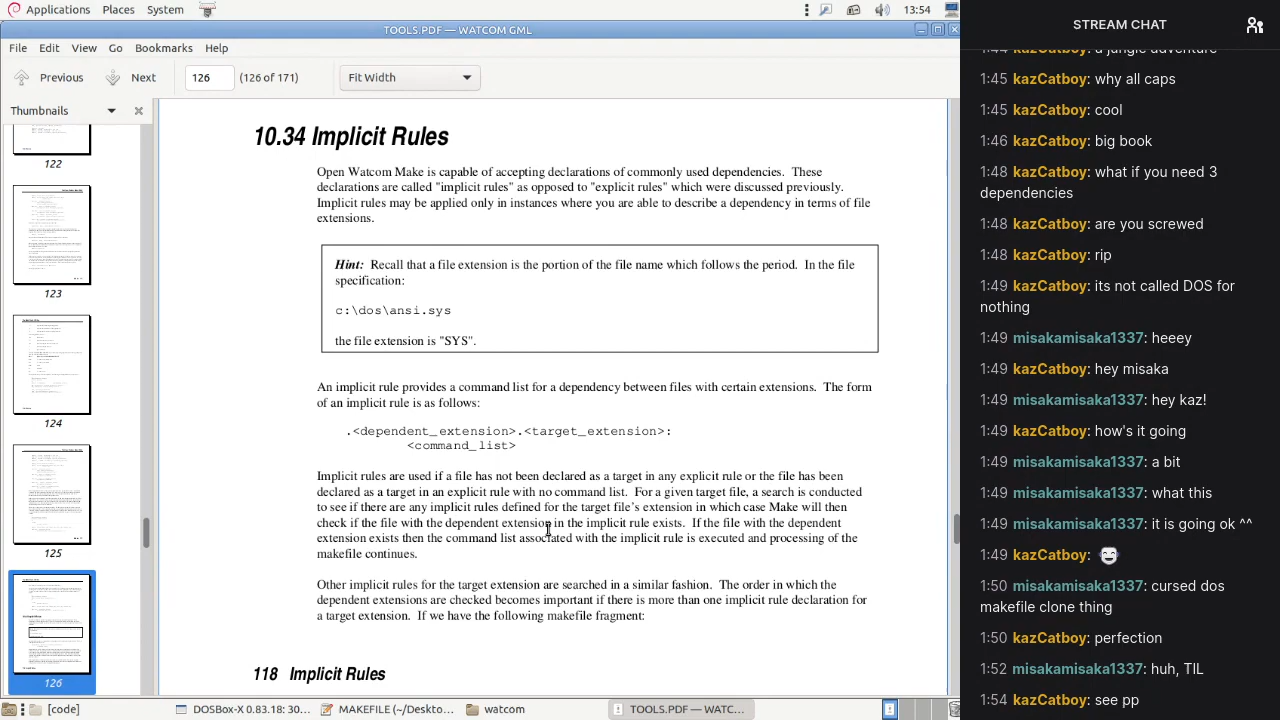 Applications Places System 13:54
TOOLS.PDF — WATCOM GML
File Edit View Go Bookmarks Help
Previous Next 126 (126 of 171) Fit Width
Thumbnails
122
123
124
125
126
10.34 Implicit Rules
Open Watcom Make is capable of accepting declarations of commonly used dependencies. These
declarations are called "implicit rules" as opposed to "explicit rules" which were discussed previously.
Implicit rules may be applied only in instances where you are able to describe a dependency in terms of file
extensions.
Hint: Recall that a file extension is the portion of the file name which follows the period. In the file
specification:
c:\dos\ansi.sys
the file extension is "SYS".
An implicit rule provides a command list for a dependency between files with certain extensions. The form
of an implicit rule is as follows:
.<dependent_extension>.<target_extension>:
<command_list>
Implicit rules are used if a file has not been declared as a target in any explicit rule or the file has been
declared as a target in an explicit rule with no command list. For a given target file, a search is conducted
to see if there are any implicit rules defined for the target file's extension in which case Make will then
check if the file with the dependent extension in the implicit rule exists. If the file with the dependent
extension exists then the command list associated with the implicit rule is executed and processing of the
makefile continues.
Other implicit rules for the target extension are searched in a similar fashion. The order in which the
dependent extensions are checked becomes important if there is more than one implicit rule declaration for
a target extension. If we have the following makefile fragment:
118 Implicit Rules
[code] DOSBox-X 0.83.18: 30... watcom TOOLS.PDF — WATC...
STREAM CHAT
1:44 kazCatboy: a jungle adventure
1:45 kazCatboy: why all caps
1:45 kazCatboy: cool
1:46 kazCatboy: big book
1:48 kazCatboy: what if you need 3
dependencies
1:48 kazCatboy: are you screwed
1:48 kazCatboy: rip
1:49 kazCatboy: its not called DOS for
nothing
1:49 misakamisaka1337: heeey
1:49 kazCatboy: hey misaka
1:49 misakamisaka1337: hey kaz!
1:49 kazCatboy: how's it going
1:49 kazCatboy: a bit
1:49 misakamisaka1337: what this
1:49 misakamisaka1337: it is going ok ^^
1:49 kazCatboy:
1:50 misakamisaka1337: cursed dos
makefile clone thing
1:50 kazCatboy: perfection
1:52 misakamisaka1337: huh, TIL
1:54 kazCatboy: see pp